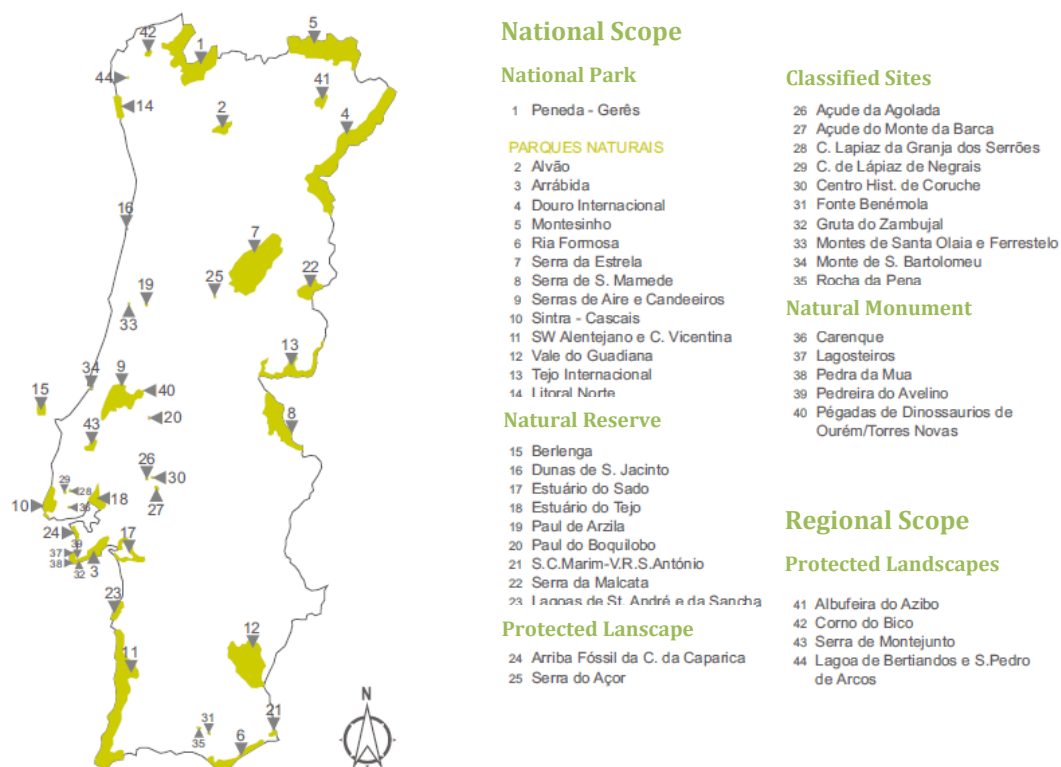 National Scope
National Park
1 Peneda - Gerês
PARQUES NATURAIS
2 Alvão
3 Arrábida
4 Douro Internacional
5 Montesinho
6 Ria Formosa
7 Serra da Estrela
8 Serra de S. Mamede
9 Serras de Aire e Candeeiros
10 Sintra - Cascais
11 SW Alentejano e C. Vicentina
12 Vale do Guadiana
13 Tejo Internacional
14 Litoral Norte
Natural Reserve
15 Berlenga
16 Dunas de S. Jacinto
17 Estuário do Sado
18 Estuário do Tejo
19 Paul de Arzila
20 Paul do Boquilobo
21 S.C.Marim-V.R.S.António
22 Serra da Malcata
23 Lagoas de St. André e da Sancha
Protected Lanscape
24 Arriba Fóssil da C. da Caparica
25 Serra do Açor
Classified Sites
26 Açude da Agolada
27 Açude do Monte da Barca
28 C. Lapiaz da Granja dos Serrões
29 C. de Lápiaz de Negrais
30 Centro Hist. de Coruche
31 Fonte Benémola
32 Gruta do Zambujal
33 Montes de Santa Olaia e Ferrestelo
34 Monte de S. Bartolomeu
35 Rocha da Pena
Natural Monument
36 Carenque
37 Lagosteiros
38 Pedra da Mua
39 Pedreira do Avelino
40 Pégadas de Dinossaurios de
Ourém/Torres Novas
Regional Scope
Protected Landscapes
41 Albufeira do Azibo
42 Corno do Bico
43 Serra de Montejunto
44 Lagoa de Bertiandos e S.Pedro
de Arcos
42
5
1
44
14
41
2
4
16
7
25
22
19
33
13
34
9
40
15
20
8
43
26
30
29
28
27
10
36
18
24
39
37
38
32
3
17
23
12
11
31
35
6
21
N